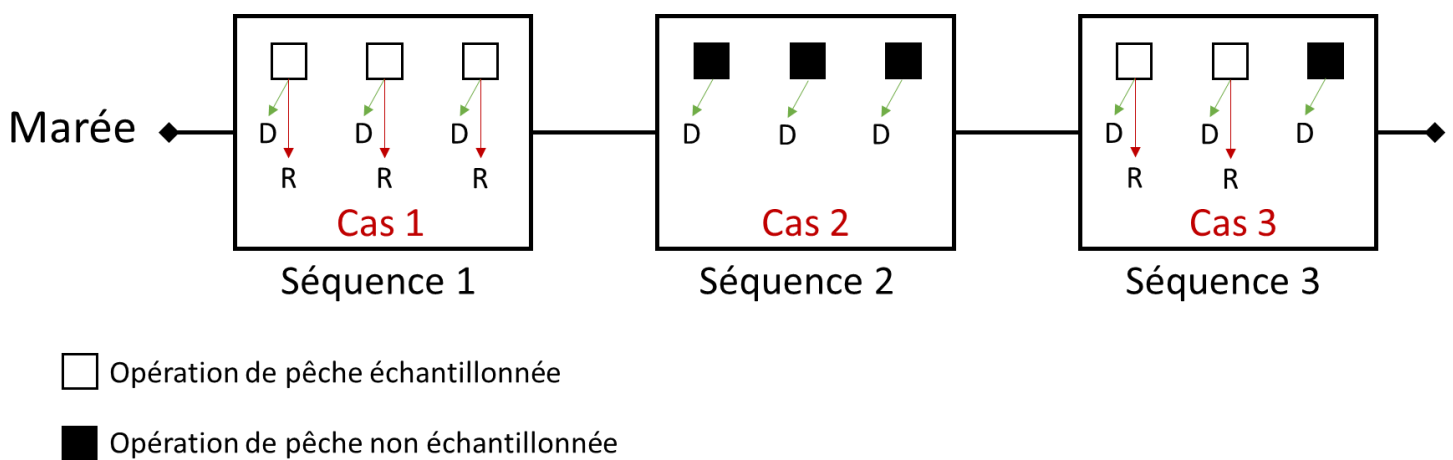 Marée
D D D D D D D D D
R R R R R
Cas 1 Cas 2 Cas 3
Séquence 1 Séquence 2 Séquence 3
Opération de pêche échantillonnée
Opération de pêche non échantillonnée